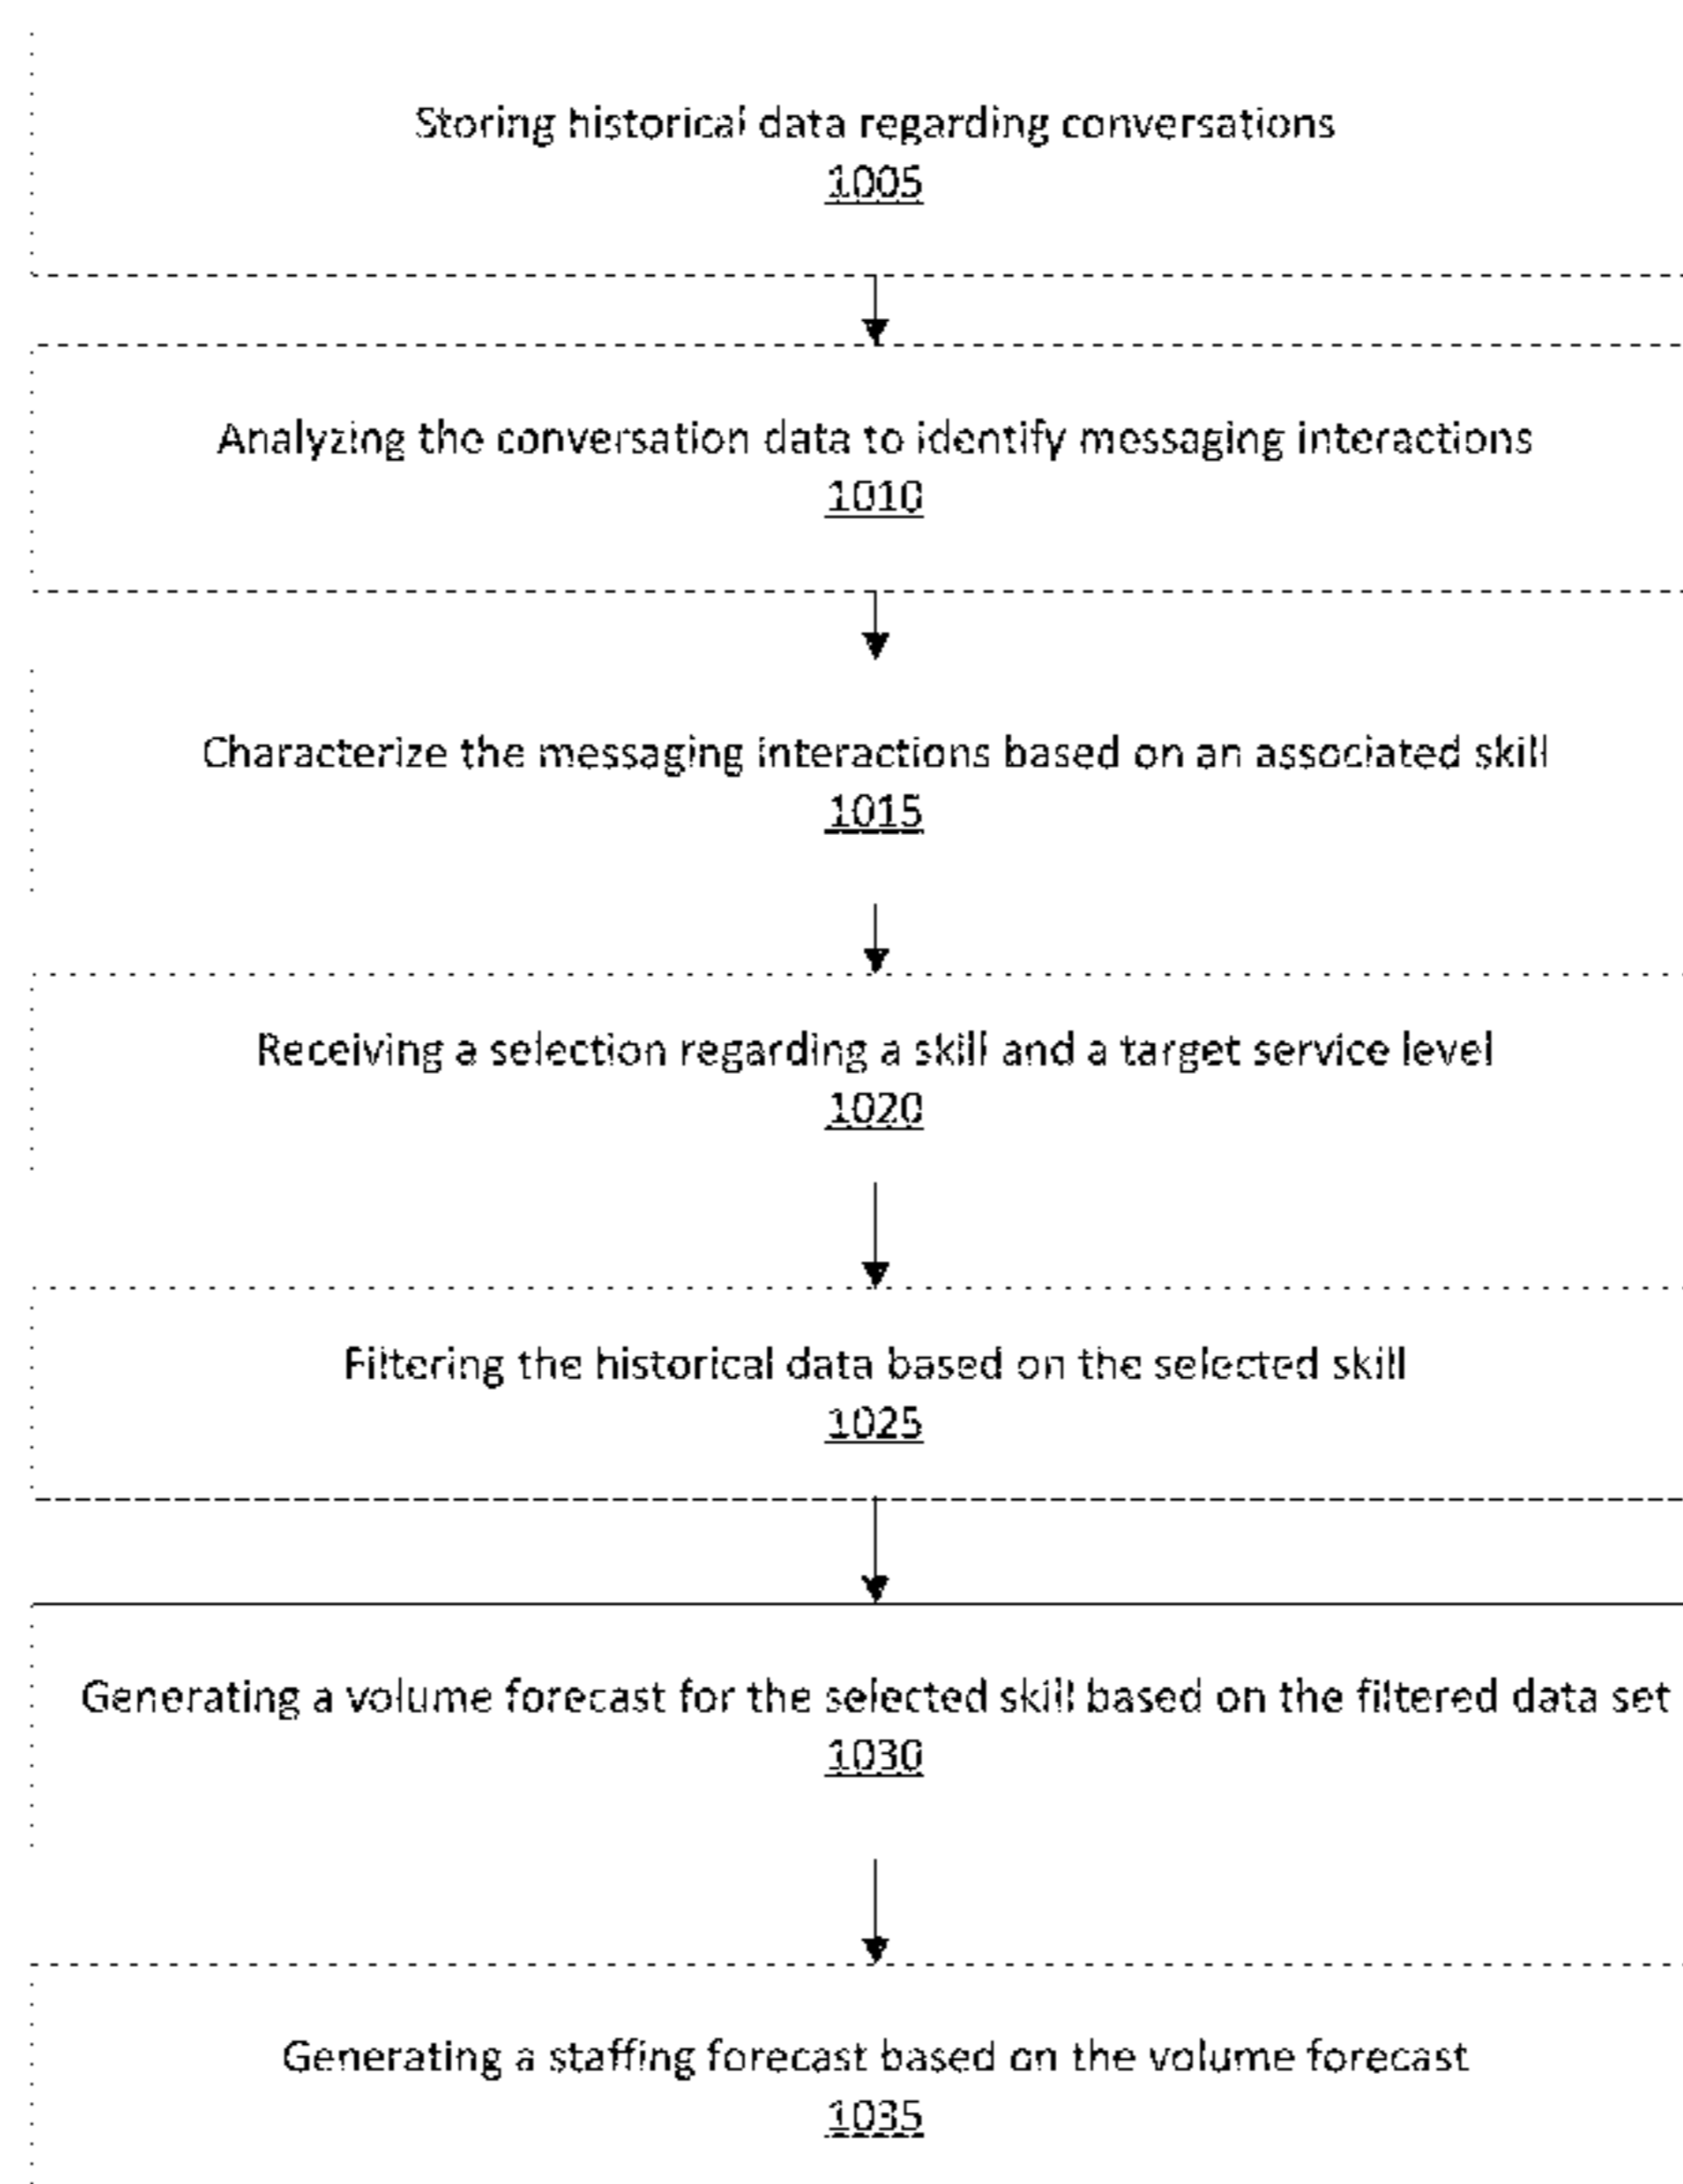 Storing historical data regarding conversations
1005
Analyzing the conversation data to identify messaging interactions
1010
Characterize the messaging interactions based on an associated skill
1015
Receiving a selection regarding a skill and a target service level
1020
Filtering the historical data based on the selected skill
1025
Generating a volume forecast for the selected skill based on the filtered data set
1030
Generating a staffing forecast based on the volume forecast
1035